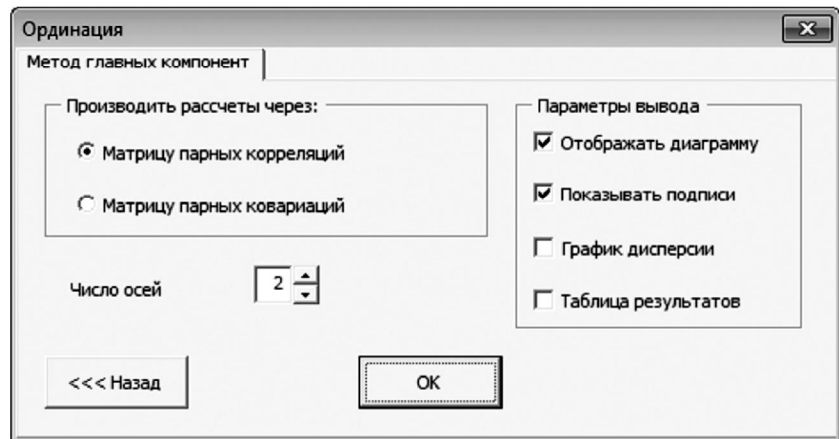 Ординация
Метод главных компонент
Производить рассчеты через:
Матрицу парных корреляций
Матрицу парных ковариаций
Число осей
2
Параметры вывода
Отображать диаграмму
Показывать подписи
График дисперсии
Таблица результатов
<<< Назад
OK